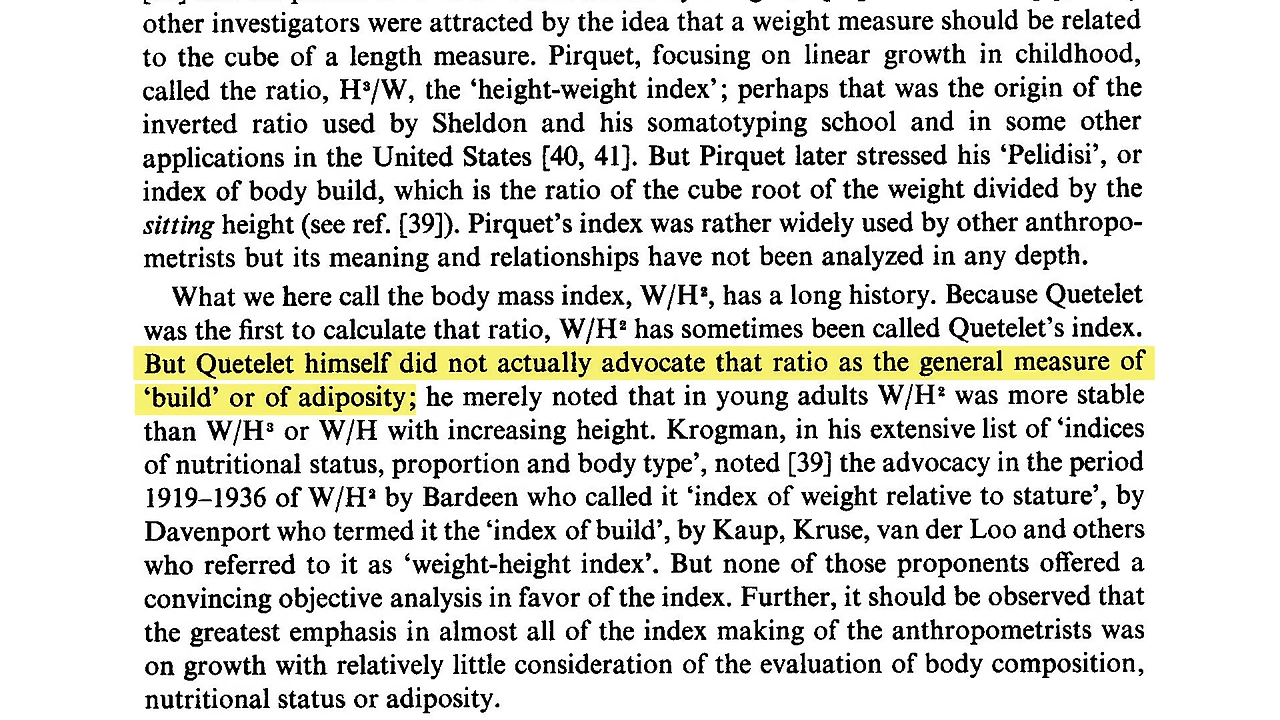 other investigators were attracted by the idea that a weight measure should be related
to the cube of a length measure. Pirquet, focusing on linear growth in childhood,
called the ratio, H³/W, the ‘height-weight index’; perhaps that was the origin of the
inverted ratio used by Sheldon and his somatotyping school and in some other
applications in the United States [40, 41]. But Pirquet later stressed his ‘Pelidisi’, or
index of body build, which is the ratio of the cube root of the weight divided by the
sitting height (see ref. [39]). Pirquet’s index was rather widely used by other anthropo-
metrists but its meaning and relationships have not been analyzed in any depth.
What we here call the body mass index, W/H², has a long history. Because Quetelet
was the first to calculate that ratio, W/H² has sometimes been called Quetelet’s index.
But Quetelet himself did not actually advocate that ratio as the general measure of
‘build’ or of adiposity; he merely noted that in young adults W/H² was more stable
than W/H³ or W/H with increasing height. Krogman, in his extensive list of ‘indices
of nutritional status, proportion and body type’, noted [39] the advocacy in the period
1919–1936 of W/H² by Bardeen who called it ‘index of weight relative to stature’, by
Davenport who termed it the ‘index of build’, by Kaup, Kruse, van der Loo and others
who referred to it as ‘weight-height index’. But none of those proponents offered a
convincing objective analysis in favor of the index. Further, it should be observed that
the greatest emphasis in almost all of the index making of the anthropometrists was
on growth with relatively little consideration of the evaluation of body composition,
nutritional status or adiposity.